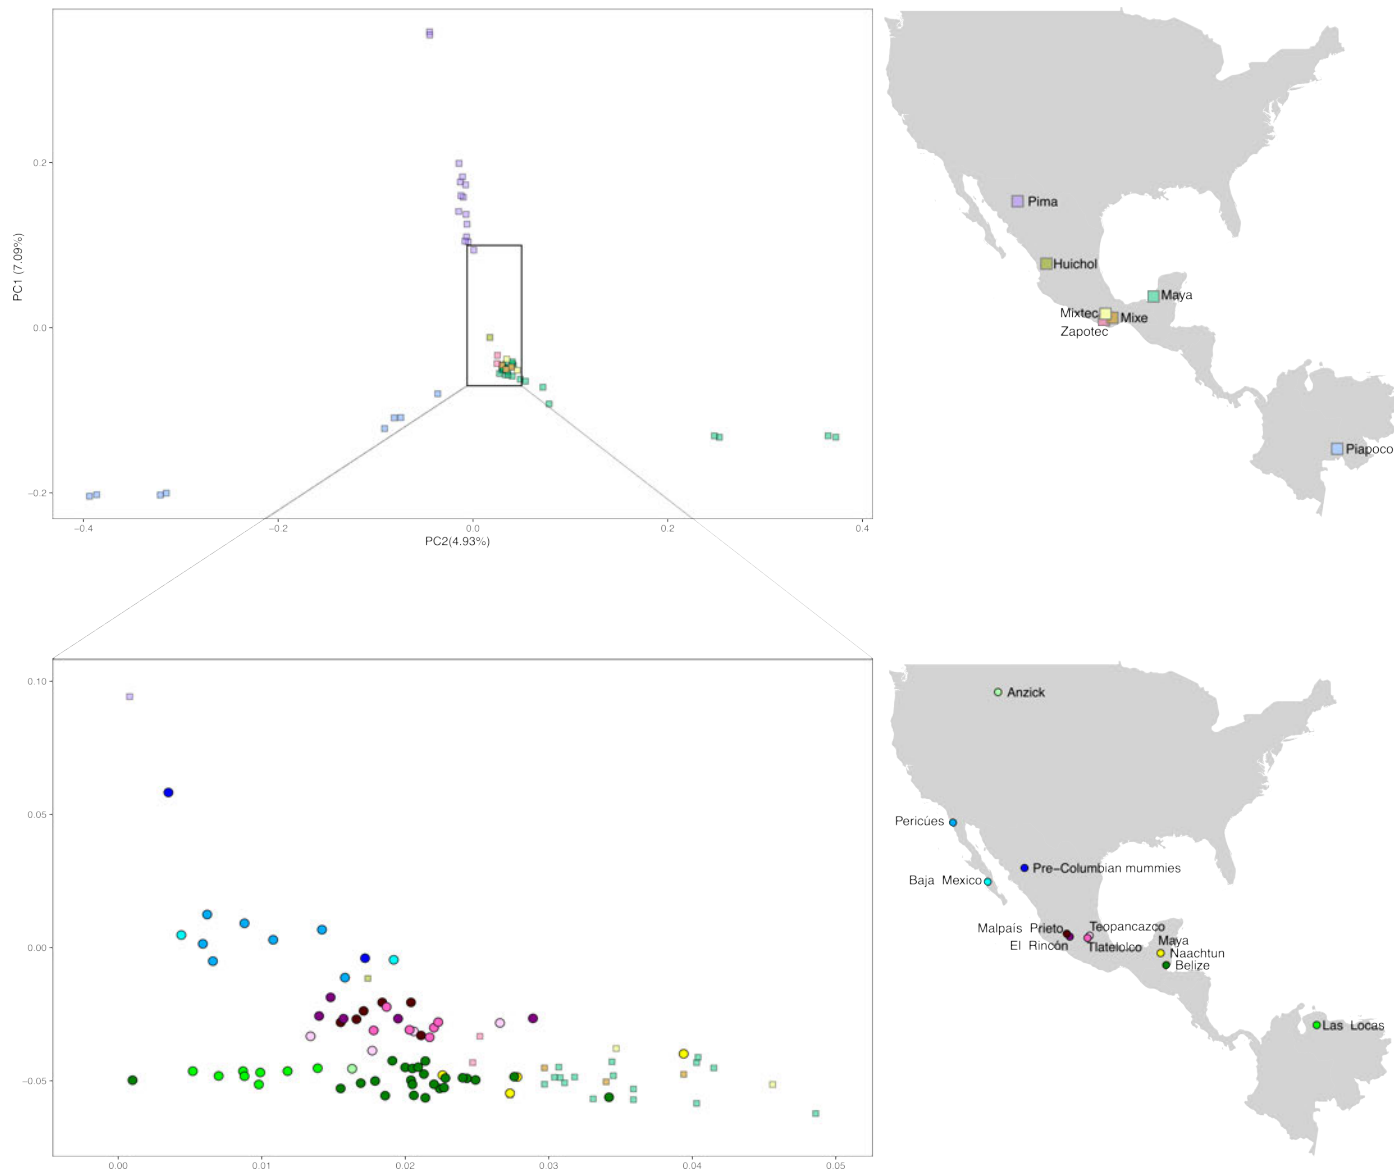 0.2
0.0
−0.2
PC1 (7.09%)
−0.4
−0.2
0.0
0.2
0.4
PC2(4.93%)
Pima
Huichol
Maya
Mixtec
Mixe
Zapotec
Piapoco
0.10
0.05
0.00
−0.05
0.00
0.01
0.02
0.03
0.04
0.05
Anzick
Pericúes
Pre−Columbian mummies
Baja Mexico
Malpaís Prieto
Teopancazco
El Rincón
Tlatelolco
Maya
Naachtun
Belize
Las Locas